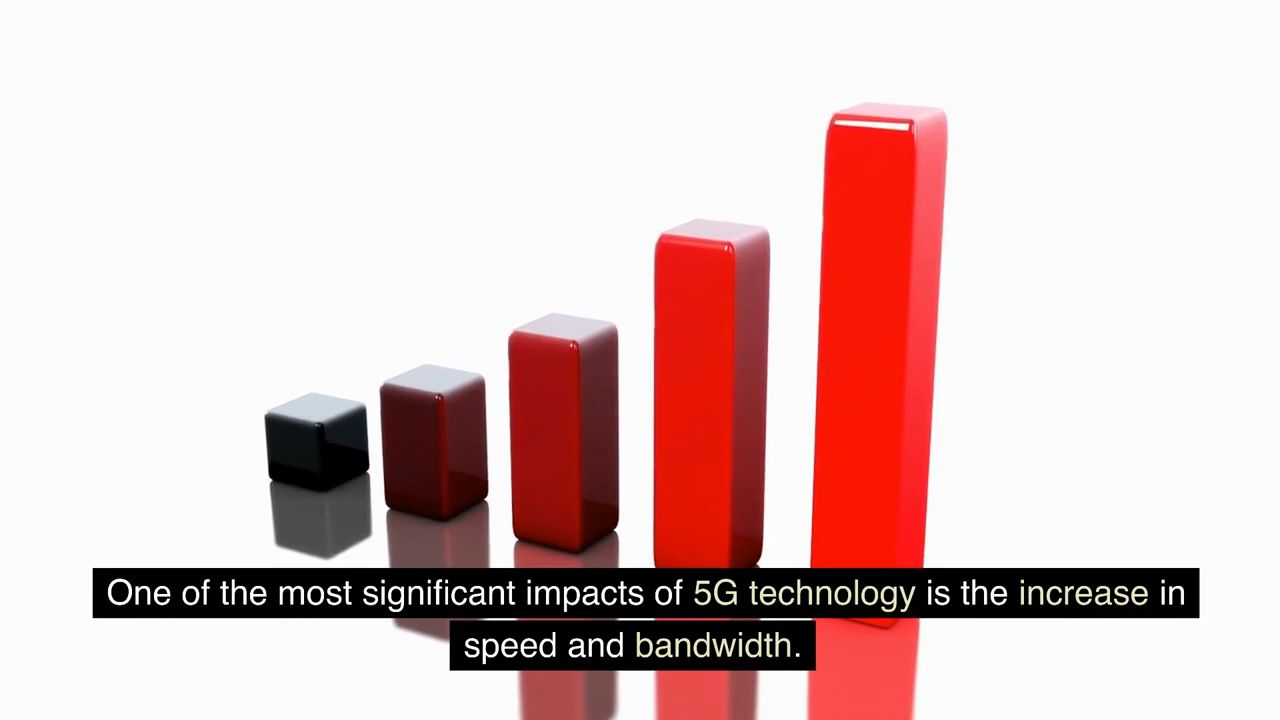 One of the most significant impacts of 5G technology is the increase in
speed and bandwidth.